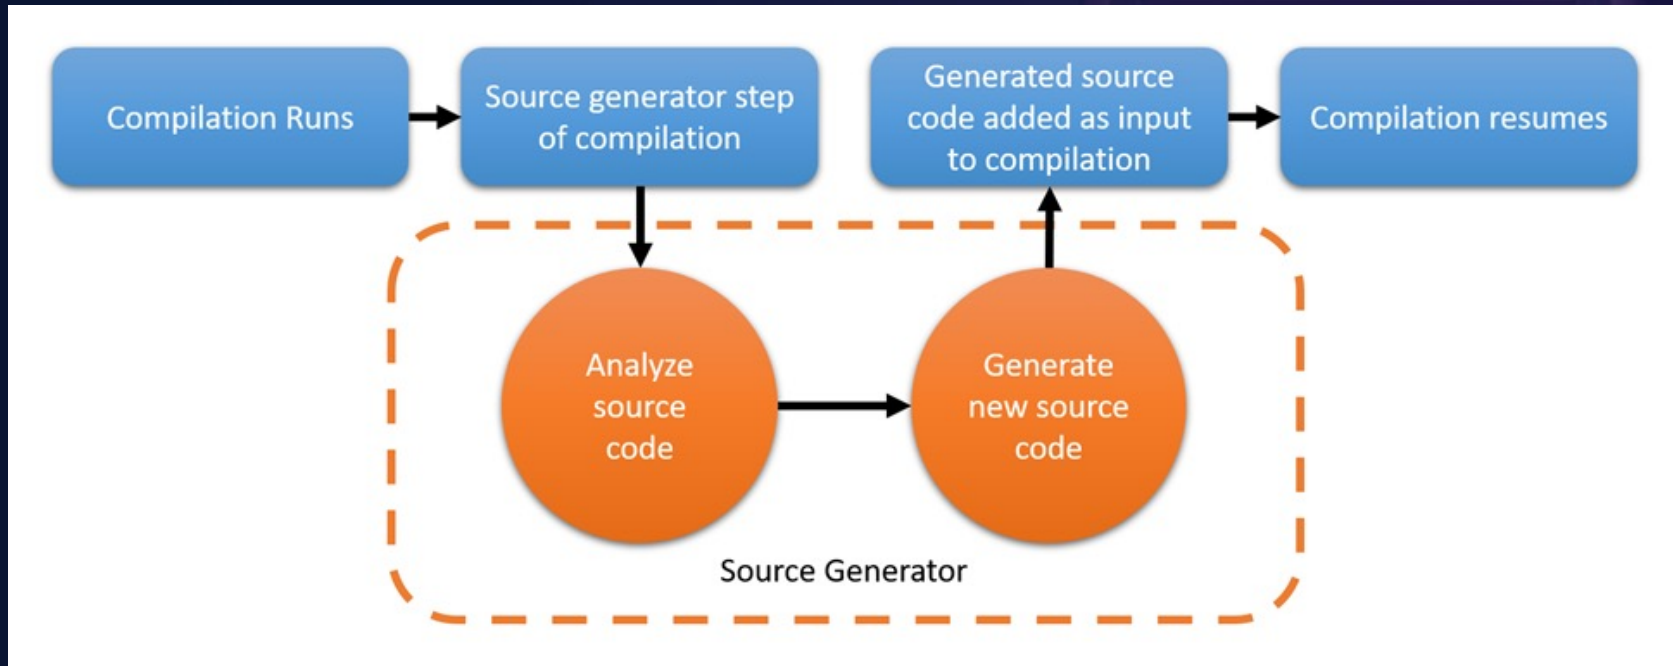 Compilation Runs
Source generator step
of compilation
Generated source
code added as input
to compilation
Compilation resumes
Analyze
source
code
Generate
new source
code
Source Generator